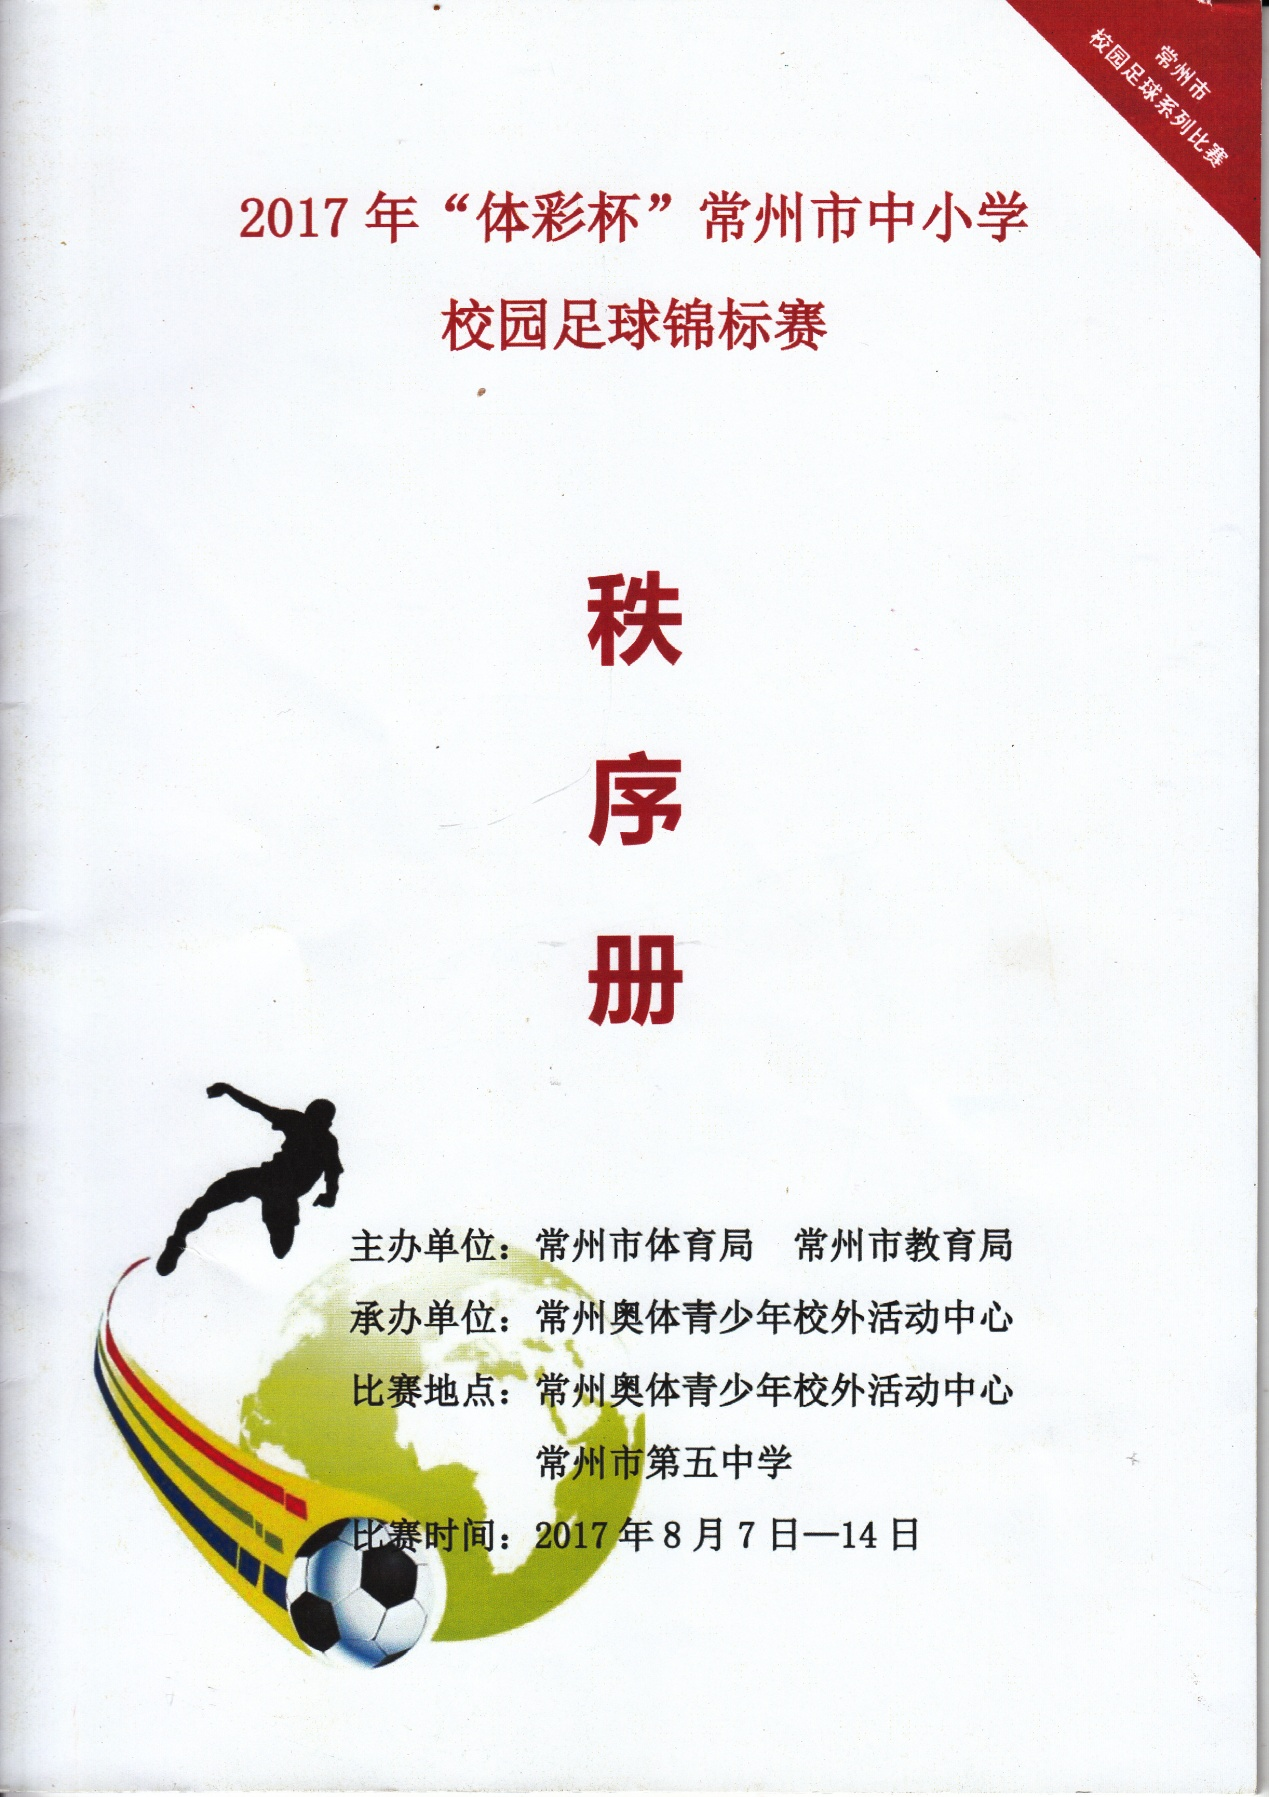 常州市
校园足球系列比赛
2017年“体彩杯”常州市中小学
校园足球锦标赛
秩
序
册
主办单位：常州市体育局 常州市教育局
承办单位：常州奥体青少年校外活动中心
比赛地点：常州奥体青少年校外活动中心
常州市第五中学
比赛时间：2017年8月7日—14日